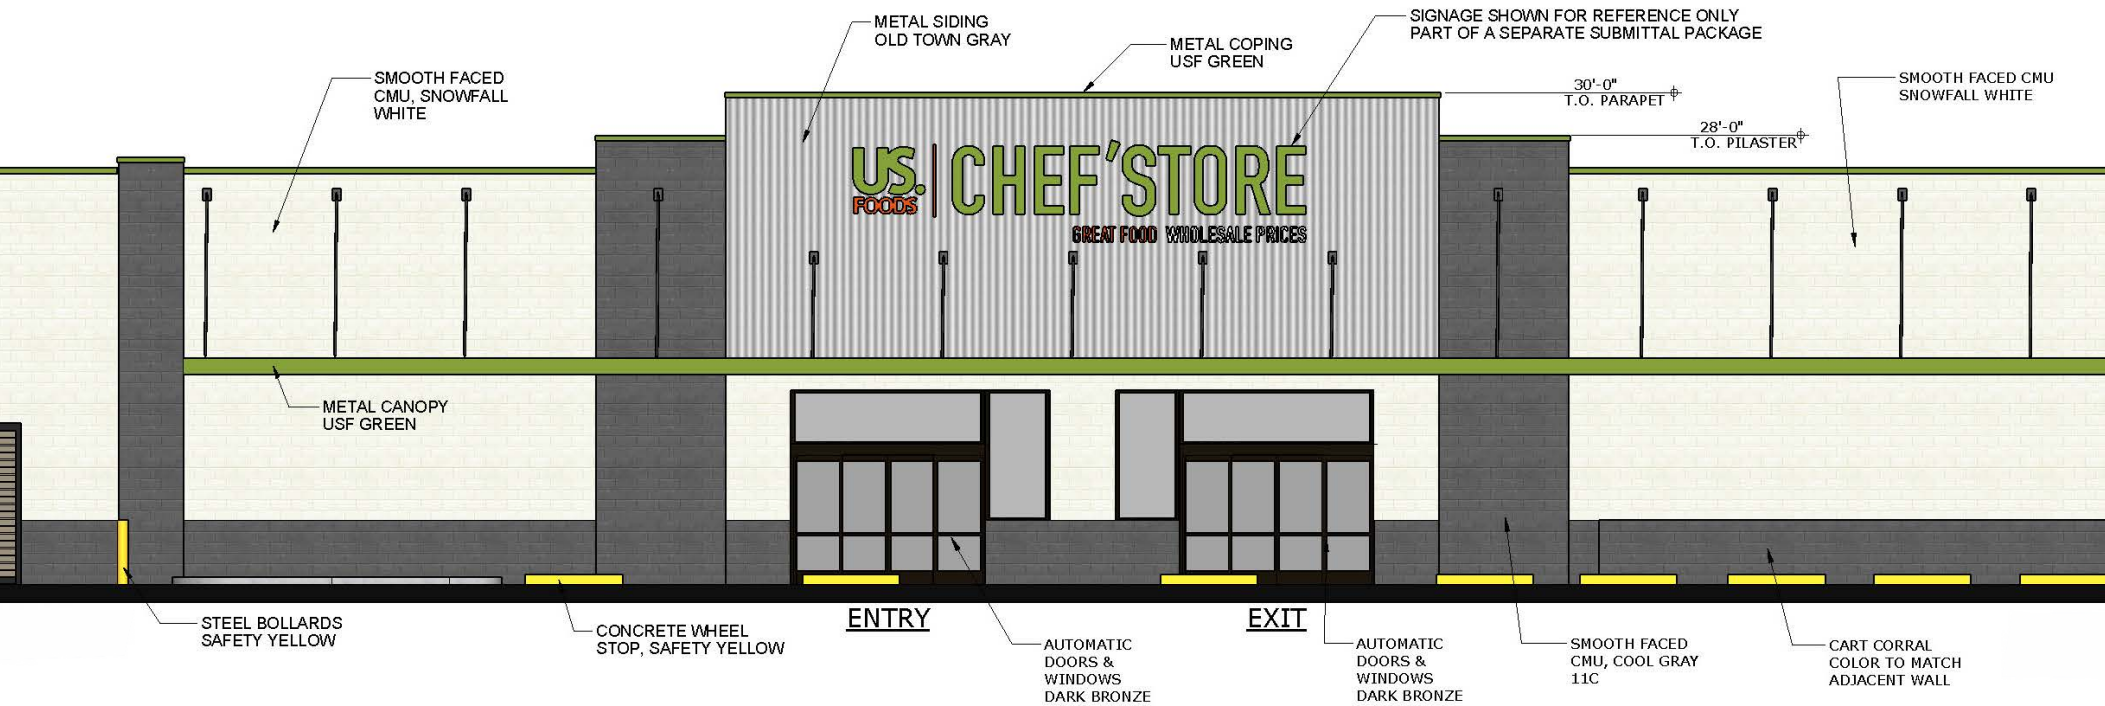 METAL SIDING
OLD TOWN GRAY
SIGNAGE SHOWN FOR REFERENCE ONLY
PART OF A SEPARATE SUBMITTAL PACKAGE
METAL COPING
USF GREEN
SMOOTH FACED
CMU, SNOWFALL
WHITE
30'-0"
T.O. PARAPET
SMOOTH FACED CMU
SNOWFALL WHITE
28'-0"
T.O. PILASTER
US.
FOODS
CHEF'STORE
GREAT FOOD WHOLESALE PRICES
METAL CANOPY
USF GREEN
STEEL BOLLARDS
SAFETY YELLOW
CONCRETE WHEEL
STOP, SAFETY YELLOW
ENTRY
EXIT
AUTOMATIC
DOORS &
WINDOWS
DARK BRONZE
AUTOMATIC
DOORS &
WINDOWS
DARK BRONZE
SMOOTH FACED
CMU, COOL GRAY
11C
CART CORRAL
COLOR TO MATCH
ADJACENT WALL